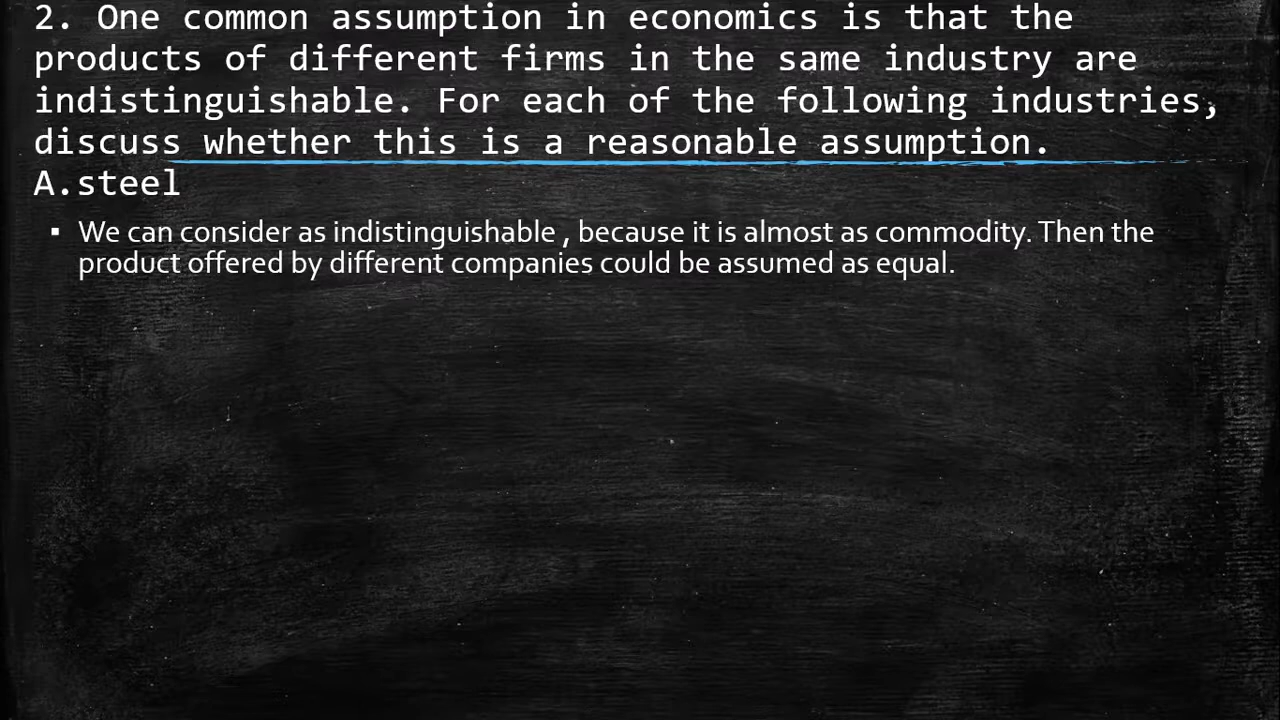 2. One common assumption in economics is that the
products of different firms in the same industry are
indistinguishable. For each of the following industries,
discuss whether this is a reasonable assumption.
A.steel
▪ We can consider as indistinguishable , because it is almost as commodity. Then the
product offered by different companies could be assumed as equal.